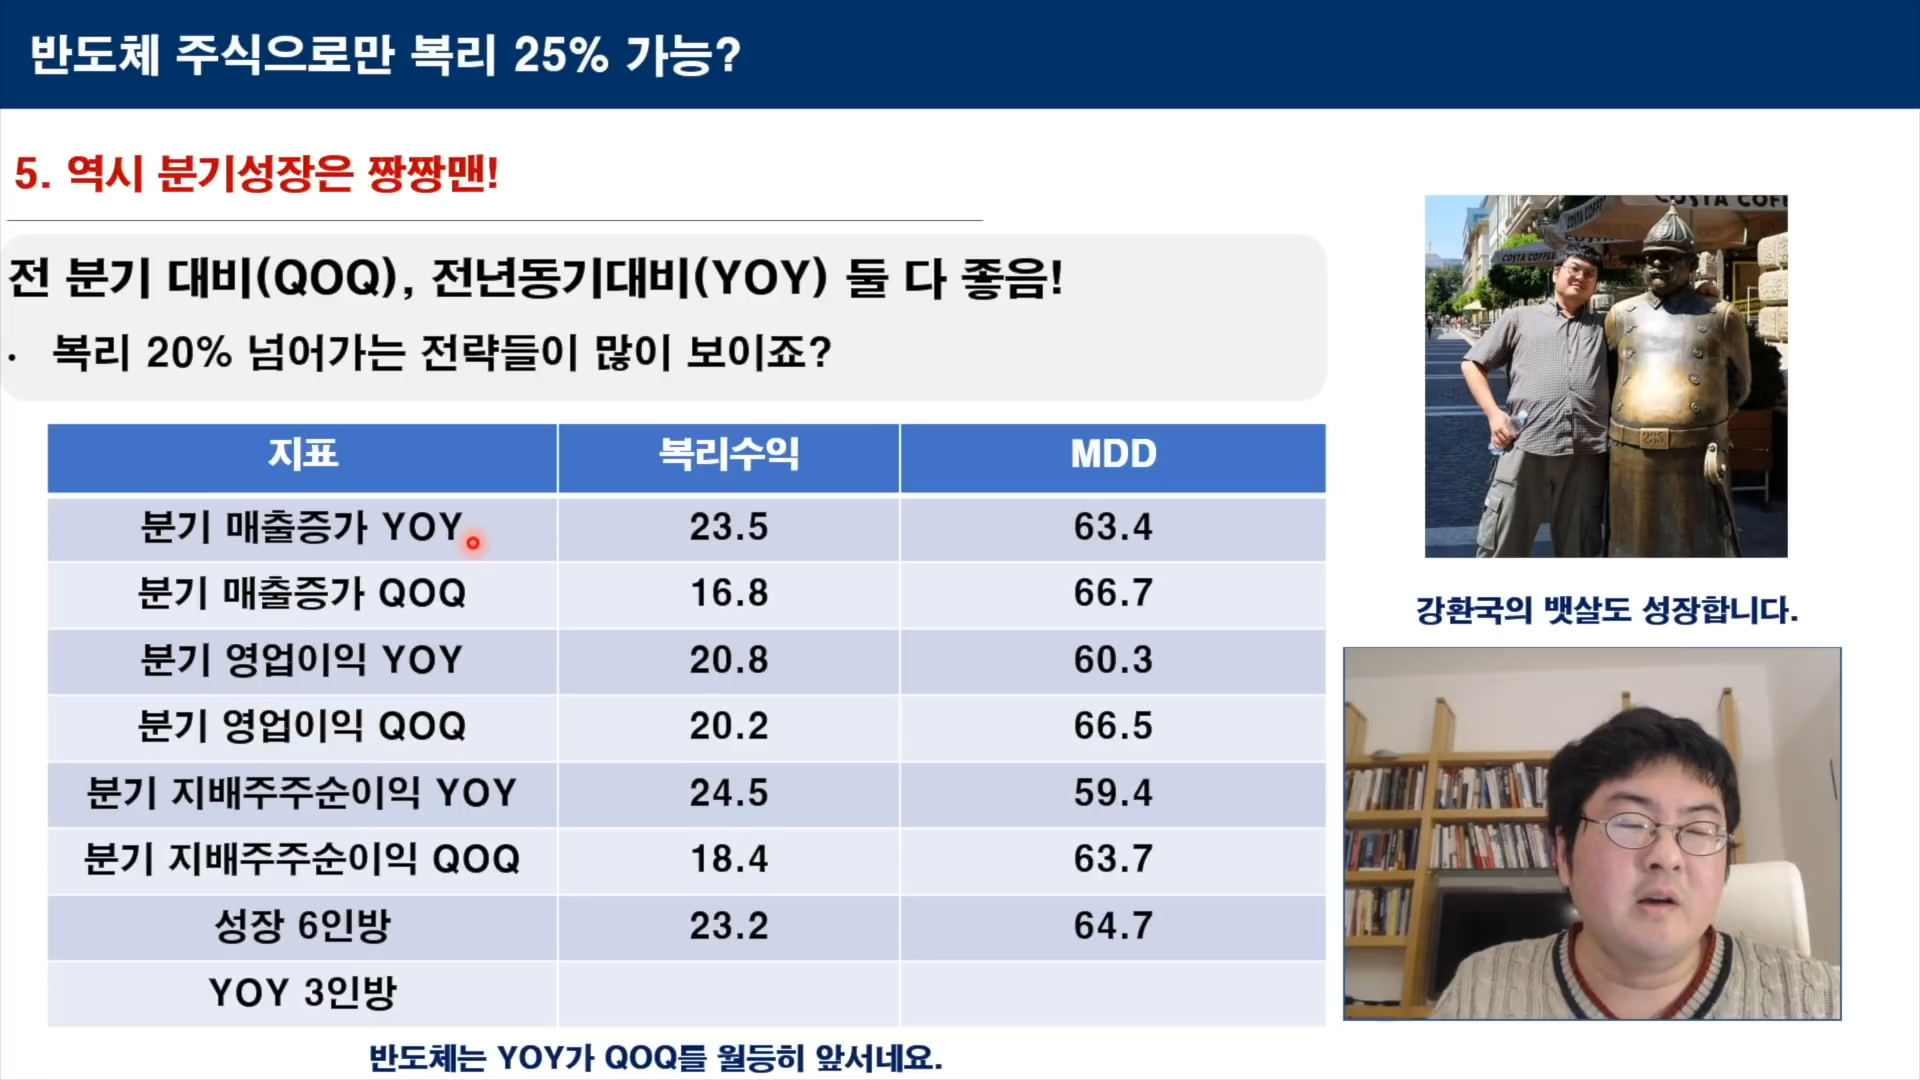 반도체 주식으로만 복리 25% 가능?
5. 역시 분기성장은 짱짱맨!
전 분기 대비(QOQ), 전년동기대비(YOY) 둘 다 좋음!
· 복리 20% 넘어가는 전략들이 많이 보이죠?
지표 복리수익 MDD
분기 매출증가 YOY 23.5 63.4
분기 매출증가 QOQ 16.8 66.7
분기 영업이익 YOY 20.8 60.3
분기 영업이익 QOQ 20.2 66.5
분기 지배주주순이익 YOY 24.5 59.4
분기 지배주주순이익 QOQ 18.4 63.7
성장 6인방 23.2 64.7
YOY 3인방
반도체는 YOY가 QOQ를 월등히 앞서네요.
COSTA COFF
COSTA COFFEE
강환국의 뱃살도 성장합니다.